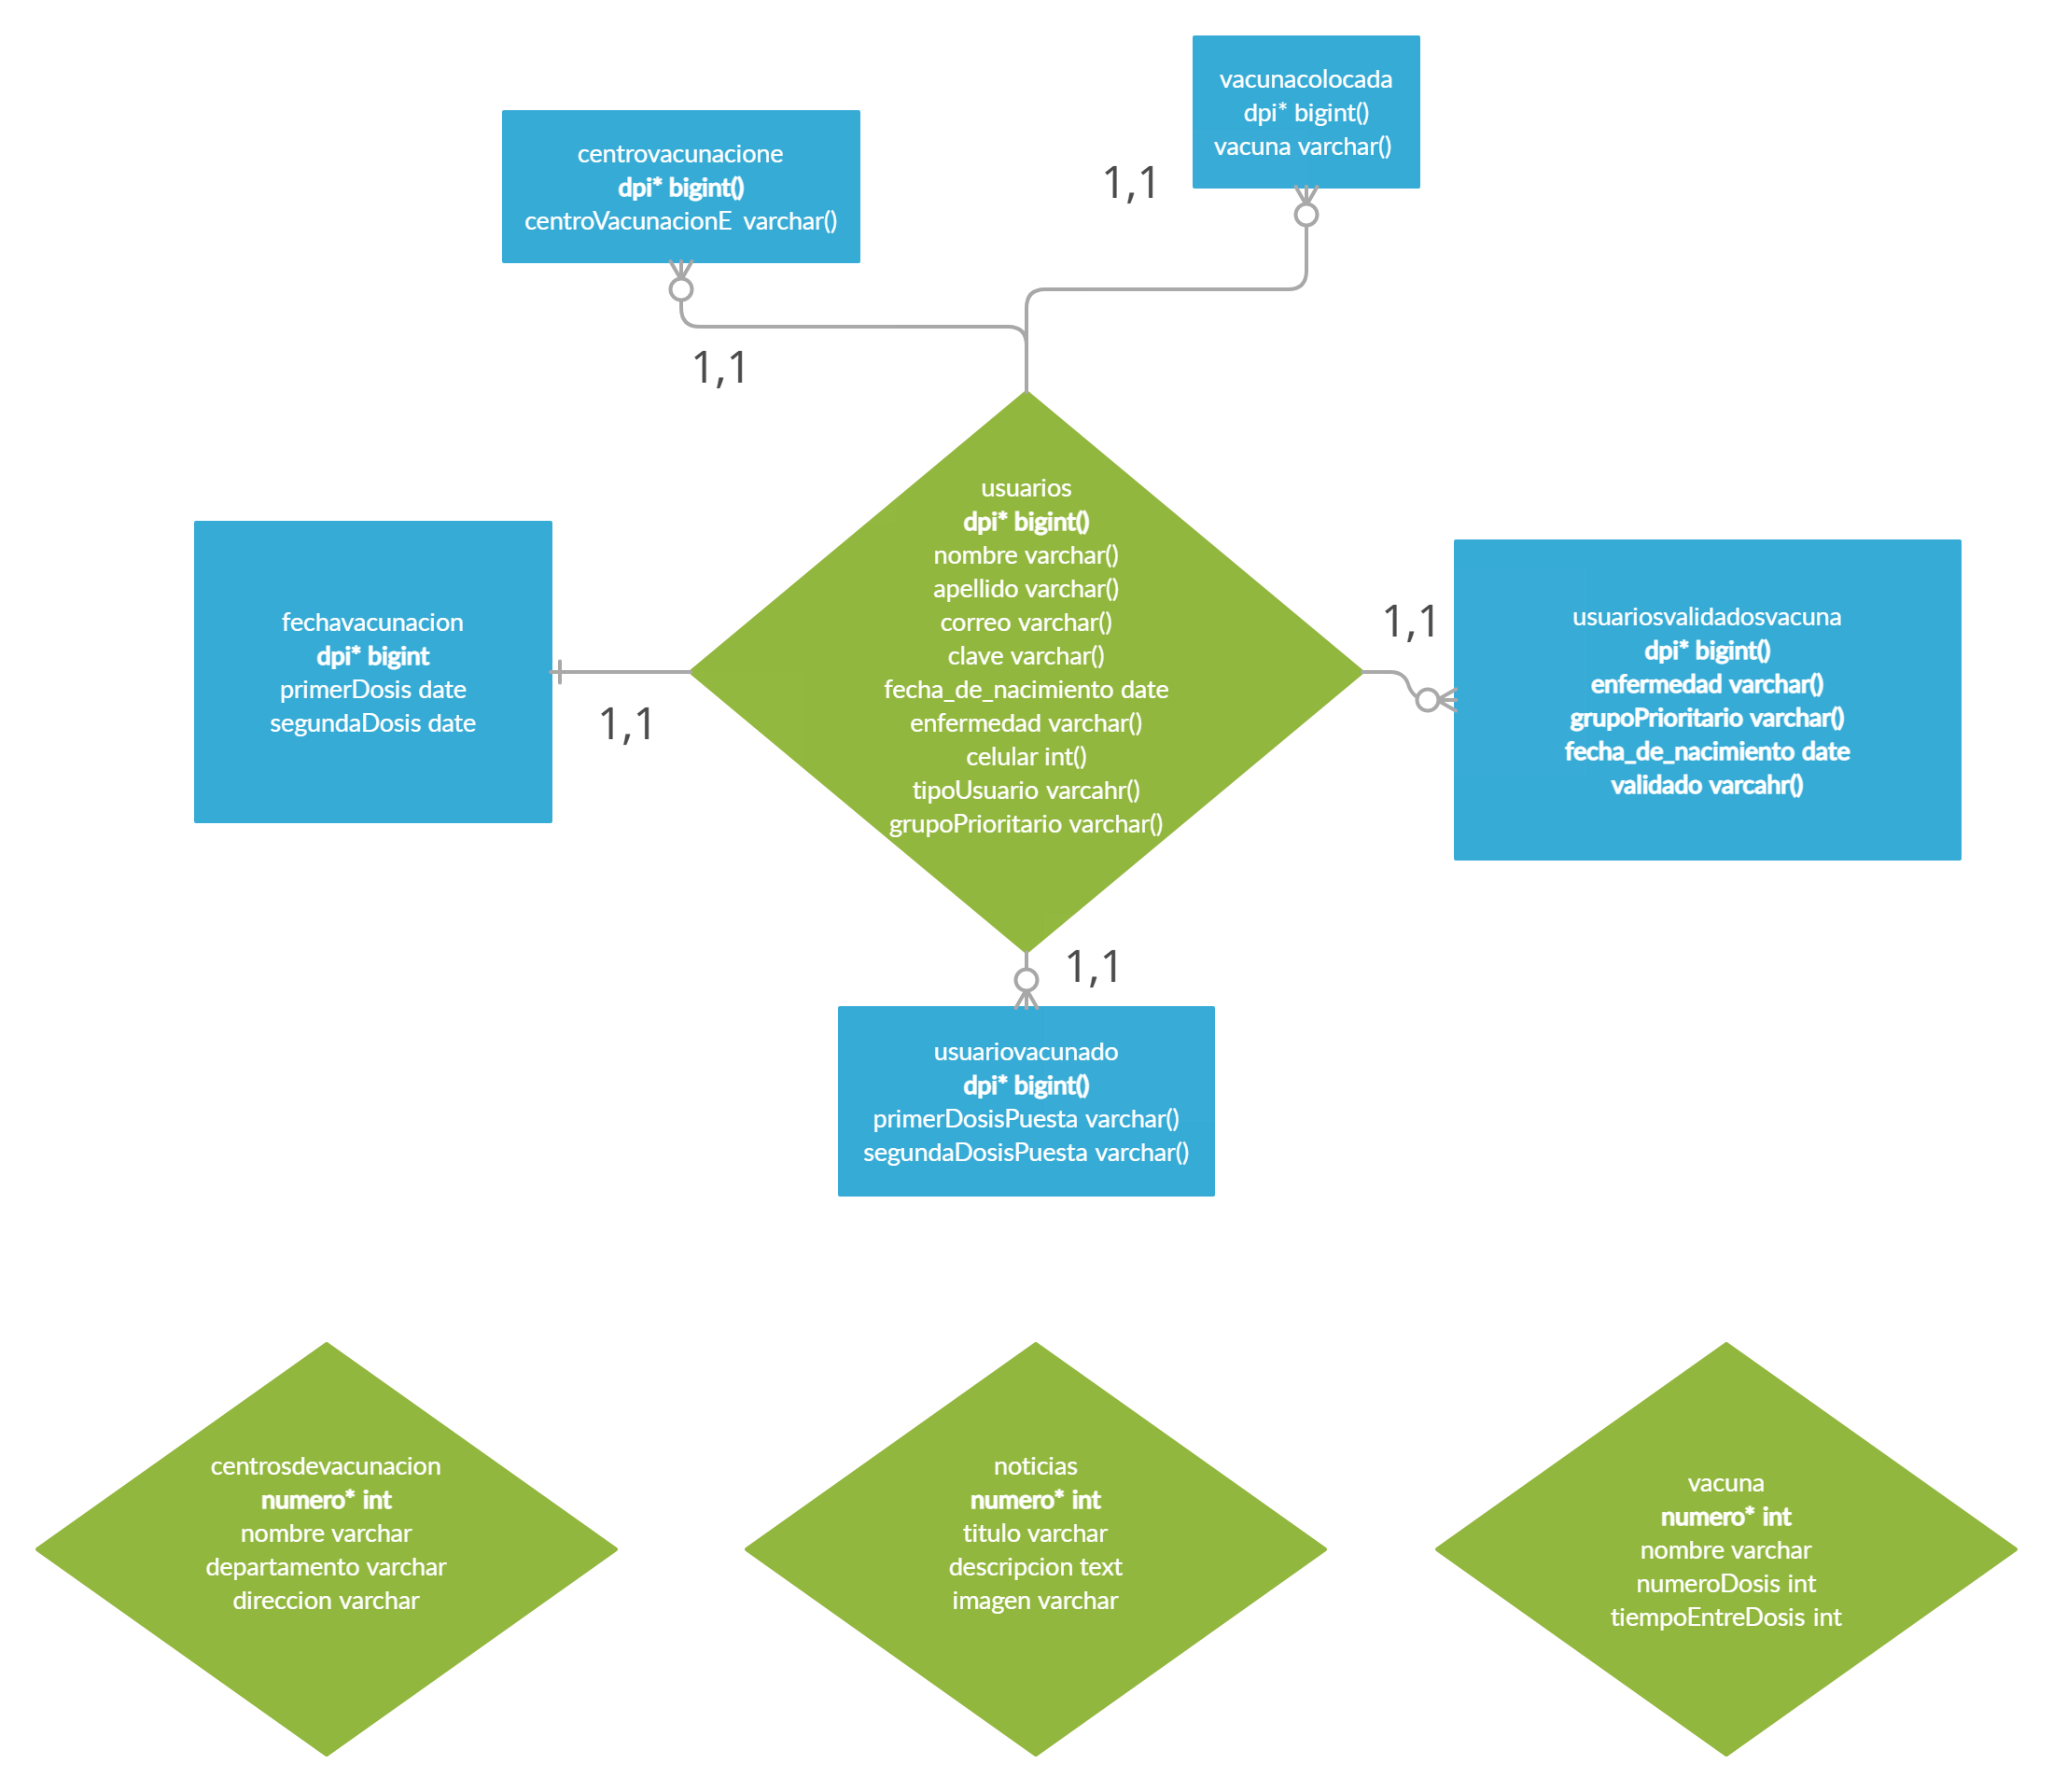 vacunacolocada
dpi* bigint()
vacuna varchar()
1,1
centrovacunacione
dpi* bigint()
centroVacunacionE varchar()
1,1
usuarios
dpi* bigint()
nombre varchar()
apellido varchar()
correo varchar()
clave varchar()
fecha_de_nacimiento date
enfermedad varchar()
celular int()
tipoUsuario varcahr()
grupoPrioritario varchar()
fechavacunacion
dpi* bigint
primerDosis date
segundaDosis date
1,1
1,1
usuariosvalidadosvacuna
dpi* bigint()
enfermedad varchar()
grupoPrioritario varchar()
fecha_de_nacimiento date
validado varcahr()
1,1
usuariovacunado
dpi* bigint()
primerDosisPuesta varchar()
segundaDosisPuesta varchar()
centrosdevacunacion
numero* int
nombre varchar
departamento varchar
direccion varchar
noticias
numero* int
titulo varchar
descripcion text
imagen varchar
vacuna
numero* int
nombre varchar
numeroDosis int
tiempoEntreDosis int